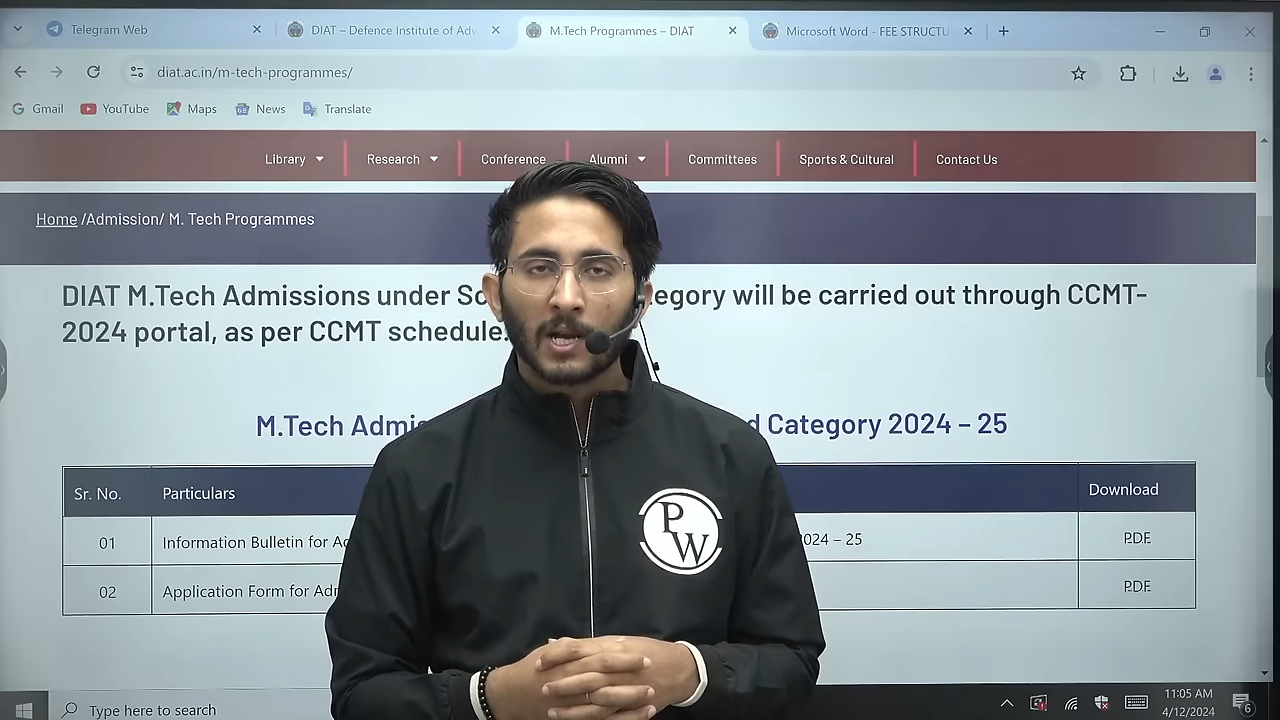 Telegram Web
DIAT – Defence Institute of Adv
M.Tech Programmes – DIAT
Microsoft Word - FEE STRUCTU
diat.ac.in/m-tech-programmes/
Gmail
YouTube
Maps
News
Translate
Library
Research
Conference
Alumni
Committees
Sports & Cultural
Contact Us
Home /Admission/ M. Tech Programmes
DIAT M.Tech Admissions under Sc egory will be carried out through CCMT-
2024 portal, as per CCMT schedule.
M.Tech Admis d Category 2024 – 25
Sr. No. Particulars Download
01 Information Bulletin for Ad 2024 – 25 PDF
02 Application Form for Adm PDF
PW
Type here to search
11:05 AM
4/12/2024
6